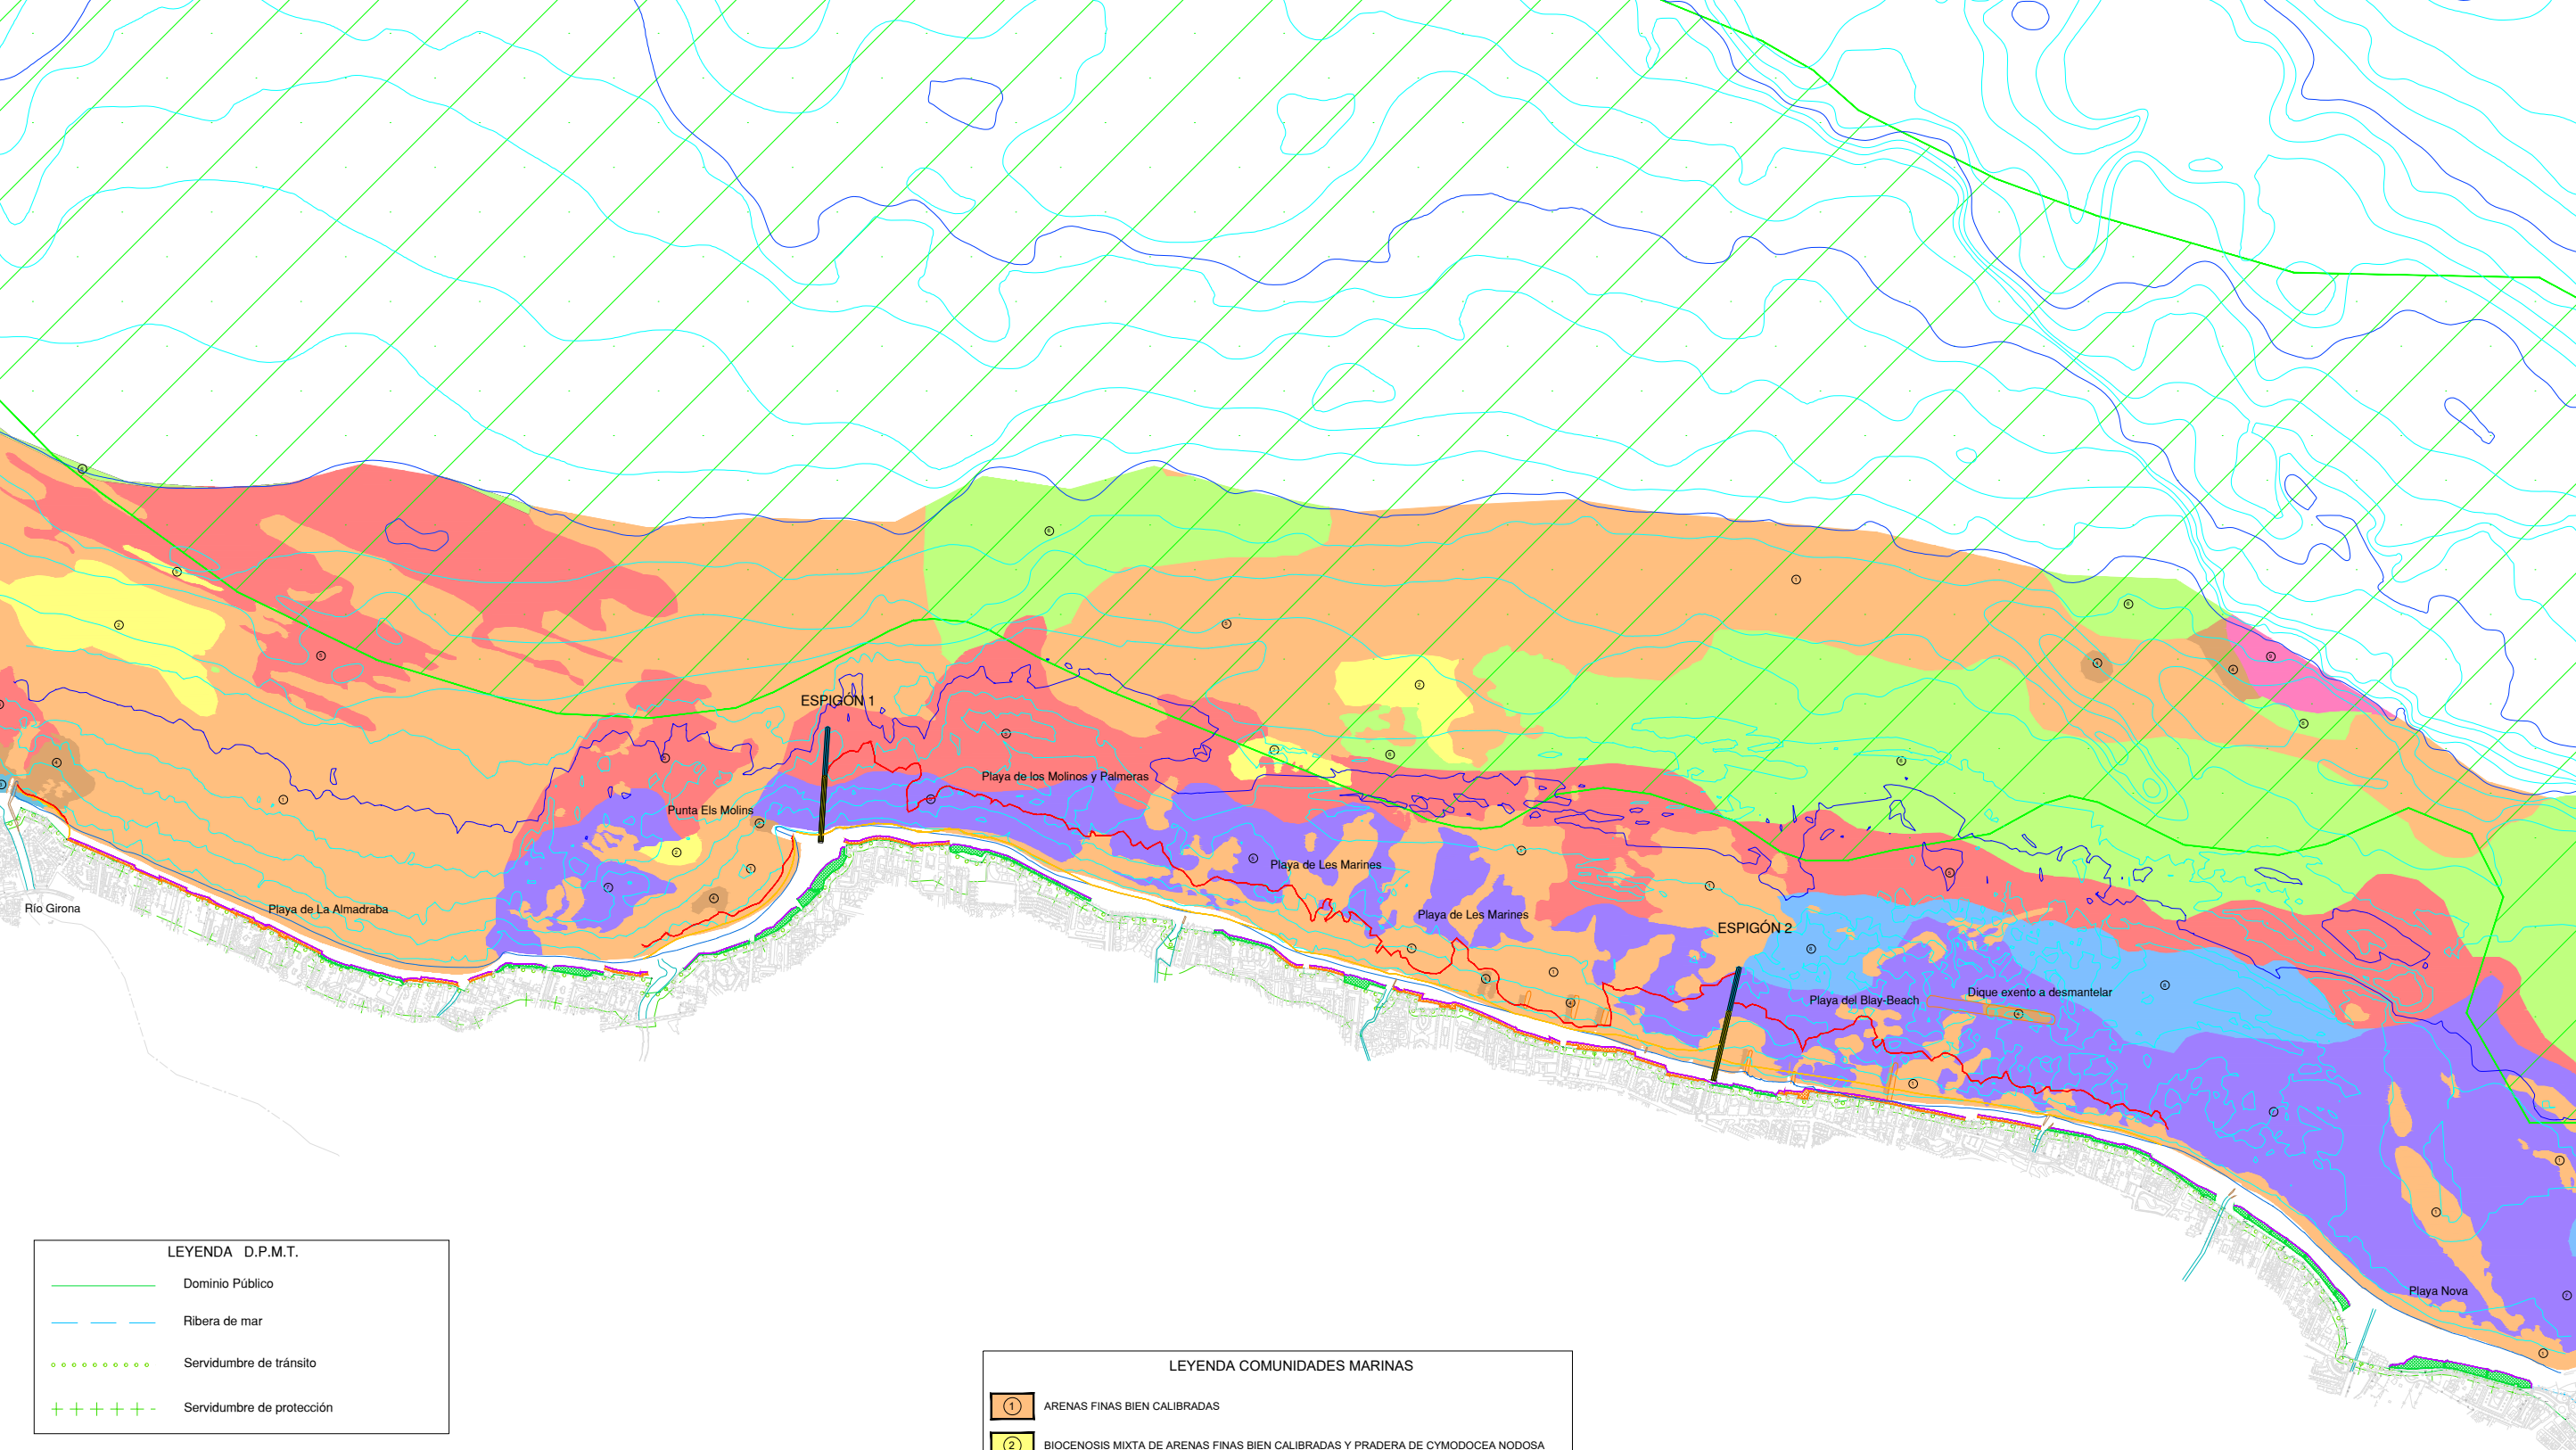 ESPIGÓN 1
Playa de los Molinos y Palmeras
Punta Els Molins
Playa de Les Marines
Río Girona
Playa de La Almadraba
Playa de Les Marines
ESPIGÓN 2
Playa del Blay-Beach
Dique exento a desmantelar
Playa Nova
LEYENDA D.P.M.T.
Dominio Público
Ribera de mar
Servidumbre de tránsito
Servidumbre de protección
LEYENDA COMUNIDADES MARINAS
1 ARENAS FINAS BIEN CALIBRADAS
2 BIOCENOSIS MIXTA DE ARENAS FINAS BIEN CALIBRADAS Y PRADERA DE CYMODOCEA NODOSA